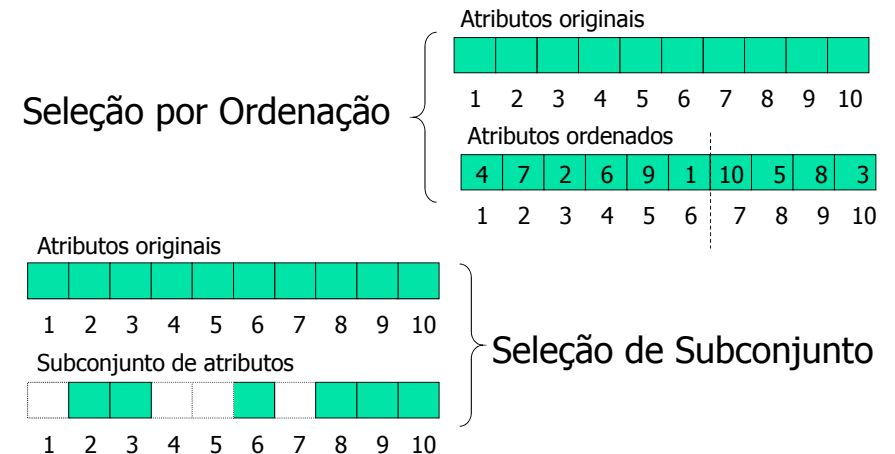 Atributos originais
1 2 3 4 5 6 7 8 9 10
Seleção por Ordenação
Atributos ordenados
4 7 2 6 9 1 10 5 8 3
1 2 3 4 5 6 7 8 9 10
Atributos originais
1 2 3 4 5 6 7 8 9 10
Seleção de Subconjunto
Subconjunto de atributos
1 2 3 4 5 6 7 8 9 10